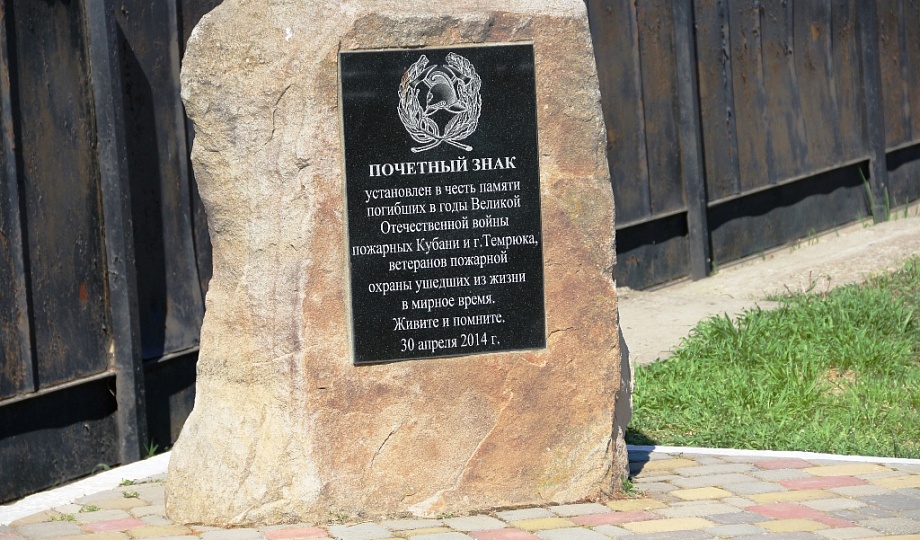 ПОЧЕТНЫЙ ЗНАК
установлен в честь памяти
погибших в годы Великой
Отечественной войны
пожарных Кубани и г.Темрюка,
ветеранов пожарной
охраны ушедших из жизни
в мирное время.
Живите и помните.
30 апреля 2014 г.